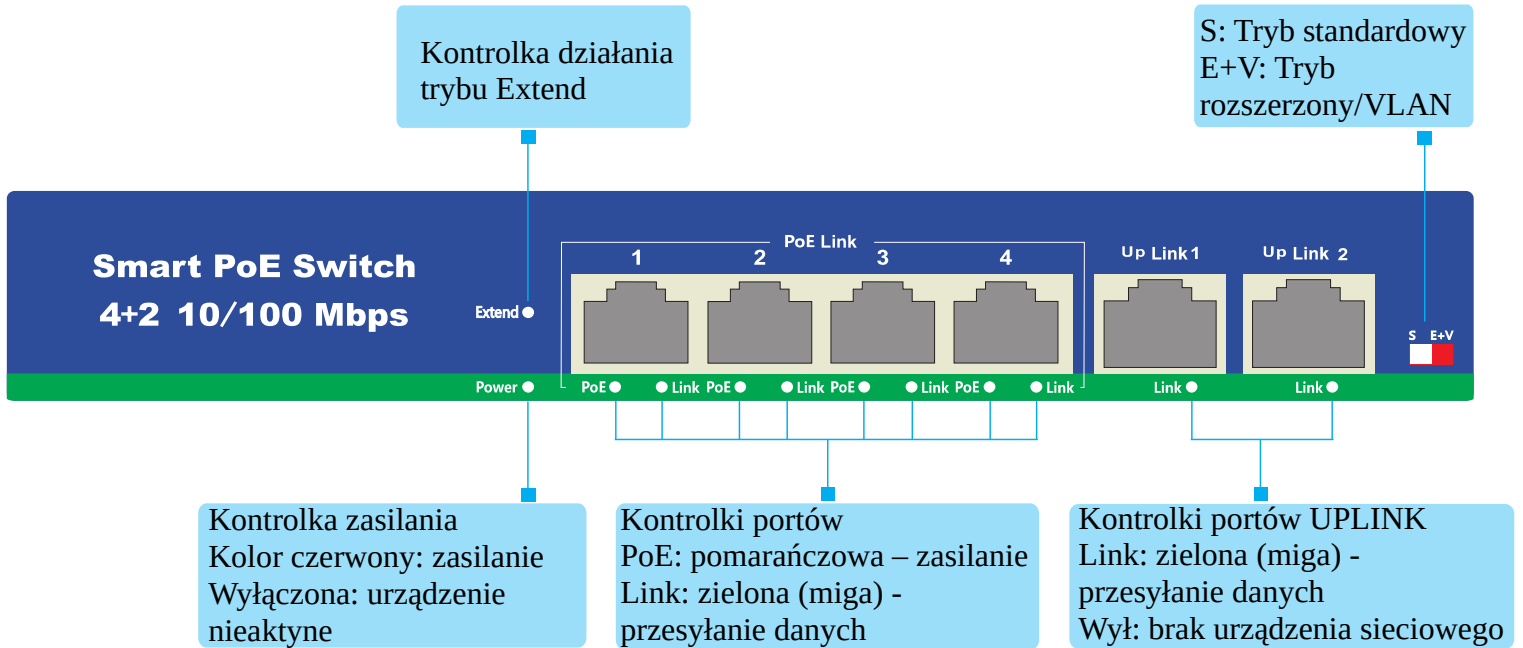 Kontrolka działania
trybu Extend
S: Tryb standardowy
E+V: Tryb
rozszerzony/VLAN
Smart PoE Switch
4+2 10/100 Mbps
Extend
Power
PoE Link
1 2 3 4
Up Link 1
Up Link 2
S E+V
PoE Link PoE Link PoE Link PoE Link
Link
Link
Kontrolka zasilania
Kolor czerwony: zasilanie
Wyłączona: urządzenie
nieaktyne
Kontrolki portów
PoE: pomarańczowa – zasilanie
Link: zielona (miga) -
przesyłanie danych
Kontrolki portów UPLINK
Link: zielona (miga) -
przesyłanie danych
Wył: brak urządzenia sieciowego